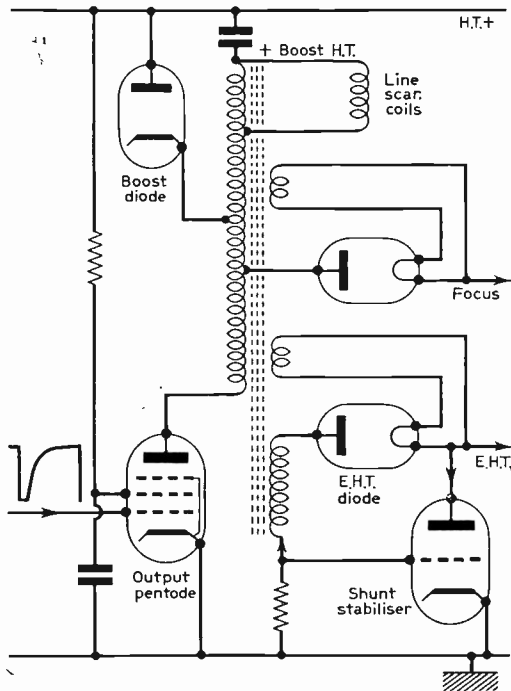 H.T.+
+ Boost H.T.
Line
scan
coils
Boost
diode
Focus
E.H.T.
E.H.T.
diode
Output
pentode
Shunt
stabiliser